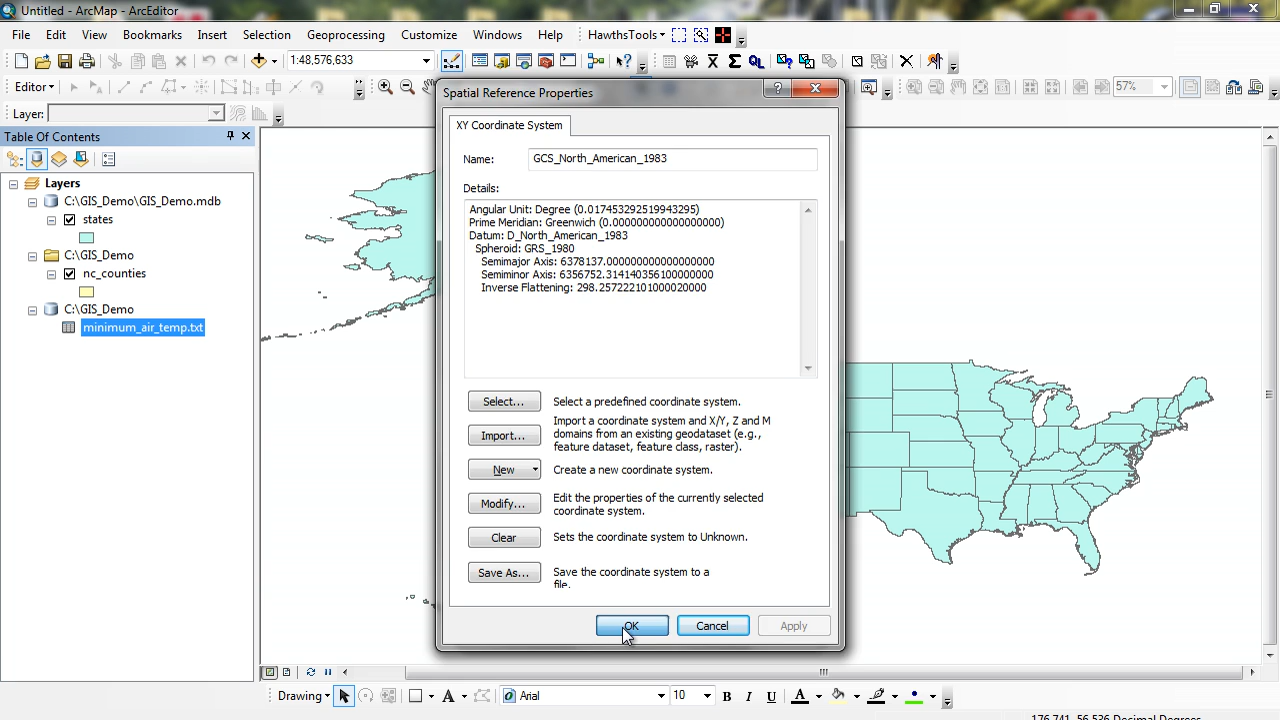 Untitled - ArcMap - ArcEditor
File Edit View Bookmarks Insert Selection Geoprocessing Customize Windows Help HawthsTools
1:48,576,633
Editor 57%
Layer:
Table Of Contents
Layers
C:\GIS_Demo\GIS_Demo.mdb
states
C:\GIS_Demo
nc_counties
C:\GIS_Demo
minimum_air_temp.txt
Spatial Reference Properties
XY Coordinate System
Name: GCS_North_American_1983
Details:
Angular Unit: Degree (0.017453292519943295)
Prime Meridian: Greenwich (0.000000000000000000)
Datum: D_North_American_1983
Spheroid: GRS_1980
Semimajor Axis: 6378137.000000000000000000
Semiminor Axis: 6356752.314140356100000000
Inverse Flattening: 298.257222101000020000
Select... Select a predefined coordinate system.
Import... Import a coordinate system and X/Y, Z and M
domains from an existing geodataset (e.g.,
feature dataset, feature class, raster).
New Create a new coordinate system.
Modify... Edit the properties of the currently selected
coordinate system.
Clear Sets the coordinate system to Unknown.
Save As... Save the coordinate system to a
file.
OK Cancel Apply
Drawing Arial 10 B I U A
176.741 56.536 Decimal Degrees